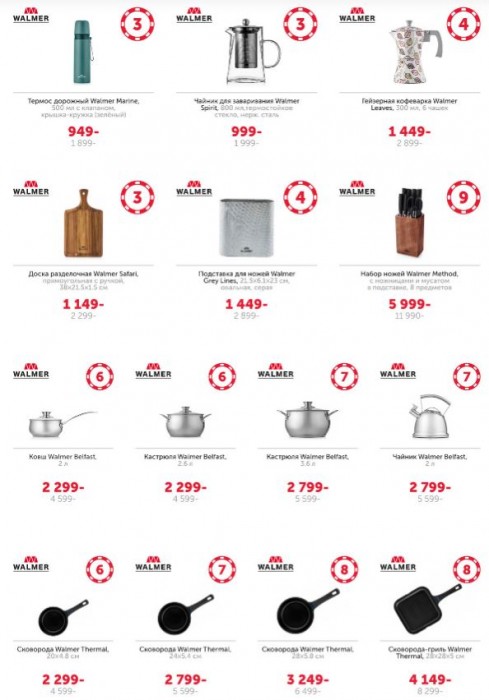 WALMER
3
WALMER
3
WALMER
4
Термос дорожный Walmer Marine,
500 мл с клапаном,
крышка-кружка (зелёный)
949-
1 899-
Чайник для заваривания Walmer
Spirit, 800 мл,термостойкое
стекло, нерж. сталь
999-
1 999-
Гейзерная кофеварка Walmer
Leaves, 300 мл, 6 чашек
1 449-
2 899-
WALMER
3
WALMER
4
WALMER
9
Доска разделочная Walmer Safari,
прямоугольная с ручкой,
38x21.5x1.5 см
1 149-
2 299-
Подставка для ножей Walmer
Grey Lines, 21.5x6.1x23 см,
овальная, серая
1 449-
2 899-
Набор ножей Walmer Method,
с ножницами и мусатом
в подставке, 8 предметов
5 999-
11 990-
WALMER
6
WALMER
6
WALMER
7
WALMER
7
Ковш Walmer Belfast,
2 л
2 299-
4 599-
Кастрюля Walmer Belfast,
2.6 л
2 299-
4 599-
Кастрюля Walmer Belfast,
3.6 л
2 799-
5 599-
Чайник Walmer Belfast,
2 л
2 799-
5 599-
WALMER
6
WALMER
7
WALMER
8
WALMER
8
Сковорода Walmer Thermal,
20x4.8 см
2 299-
4 599-
Сковорода Walmer Thermal,
24x5.4 см
2 799-
5 599-
Сковорода Walmer Thermal,
28x5.8 см
3 249-
6 499-
Сковорода-гриль Walmer
Thermal, 28x28x5 см
4 149-
8 299-